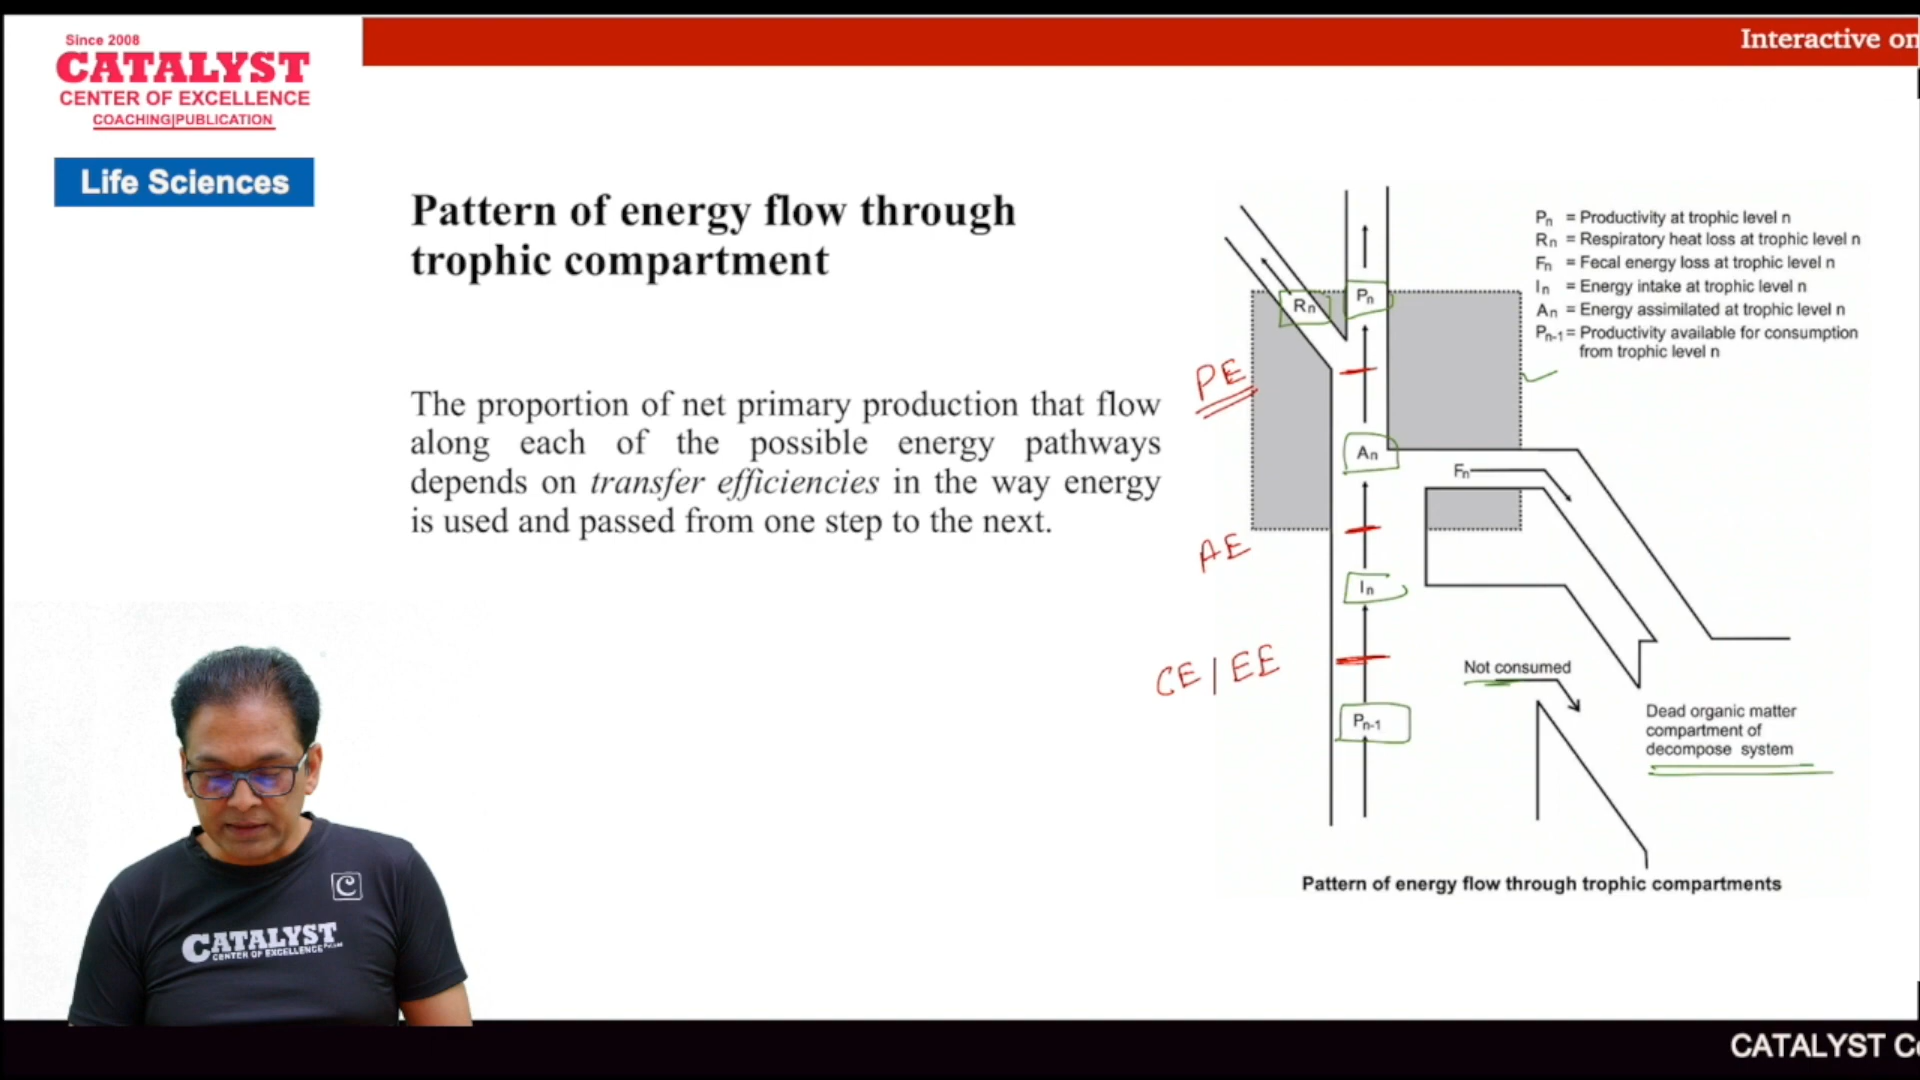 Interactive on
Since 2008
CATALYST
CENTER OF EXCELLENCE
COACHING|PUBLICATION
Life Sciences
Pattern of energy flow through
trophic compartment
The proportion of net primary production that flow
along each of the possible energy pathways
depends on transfer efficiencies in the way energy
is used and passed from one step to the next.
Pn = Productivity at trophic level n
Rn = Respiratory heat loss at trophic level n
Fn = Fecal energy loss at trophic level n
In = Energy intake at trophic level n
An = Energy assimilated at trophic level n
Pn-1= Productivity available for consumption
from trophic level n
Rn
Pn
PE
An
Fn
AE
In
CE/EE
Not consumed
Pn-1
Dead organic matter
compartment of
decompose system
Pattern of energy flow through trophic compartments
C
CATALYST
CENTER OF EXCELLENCE
CATALYST Ce